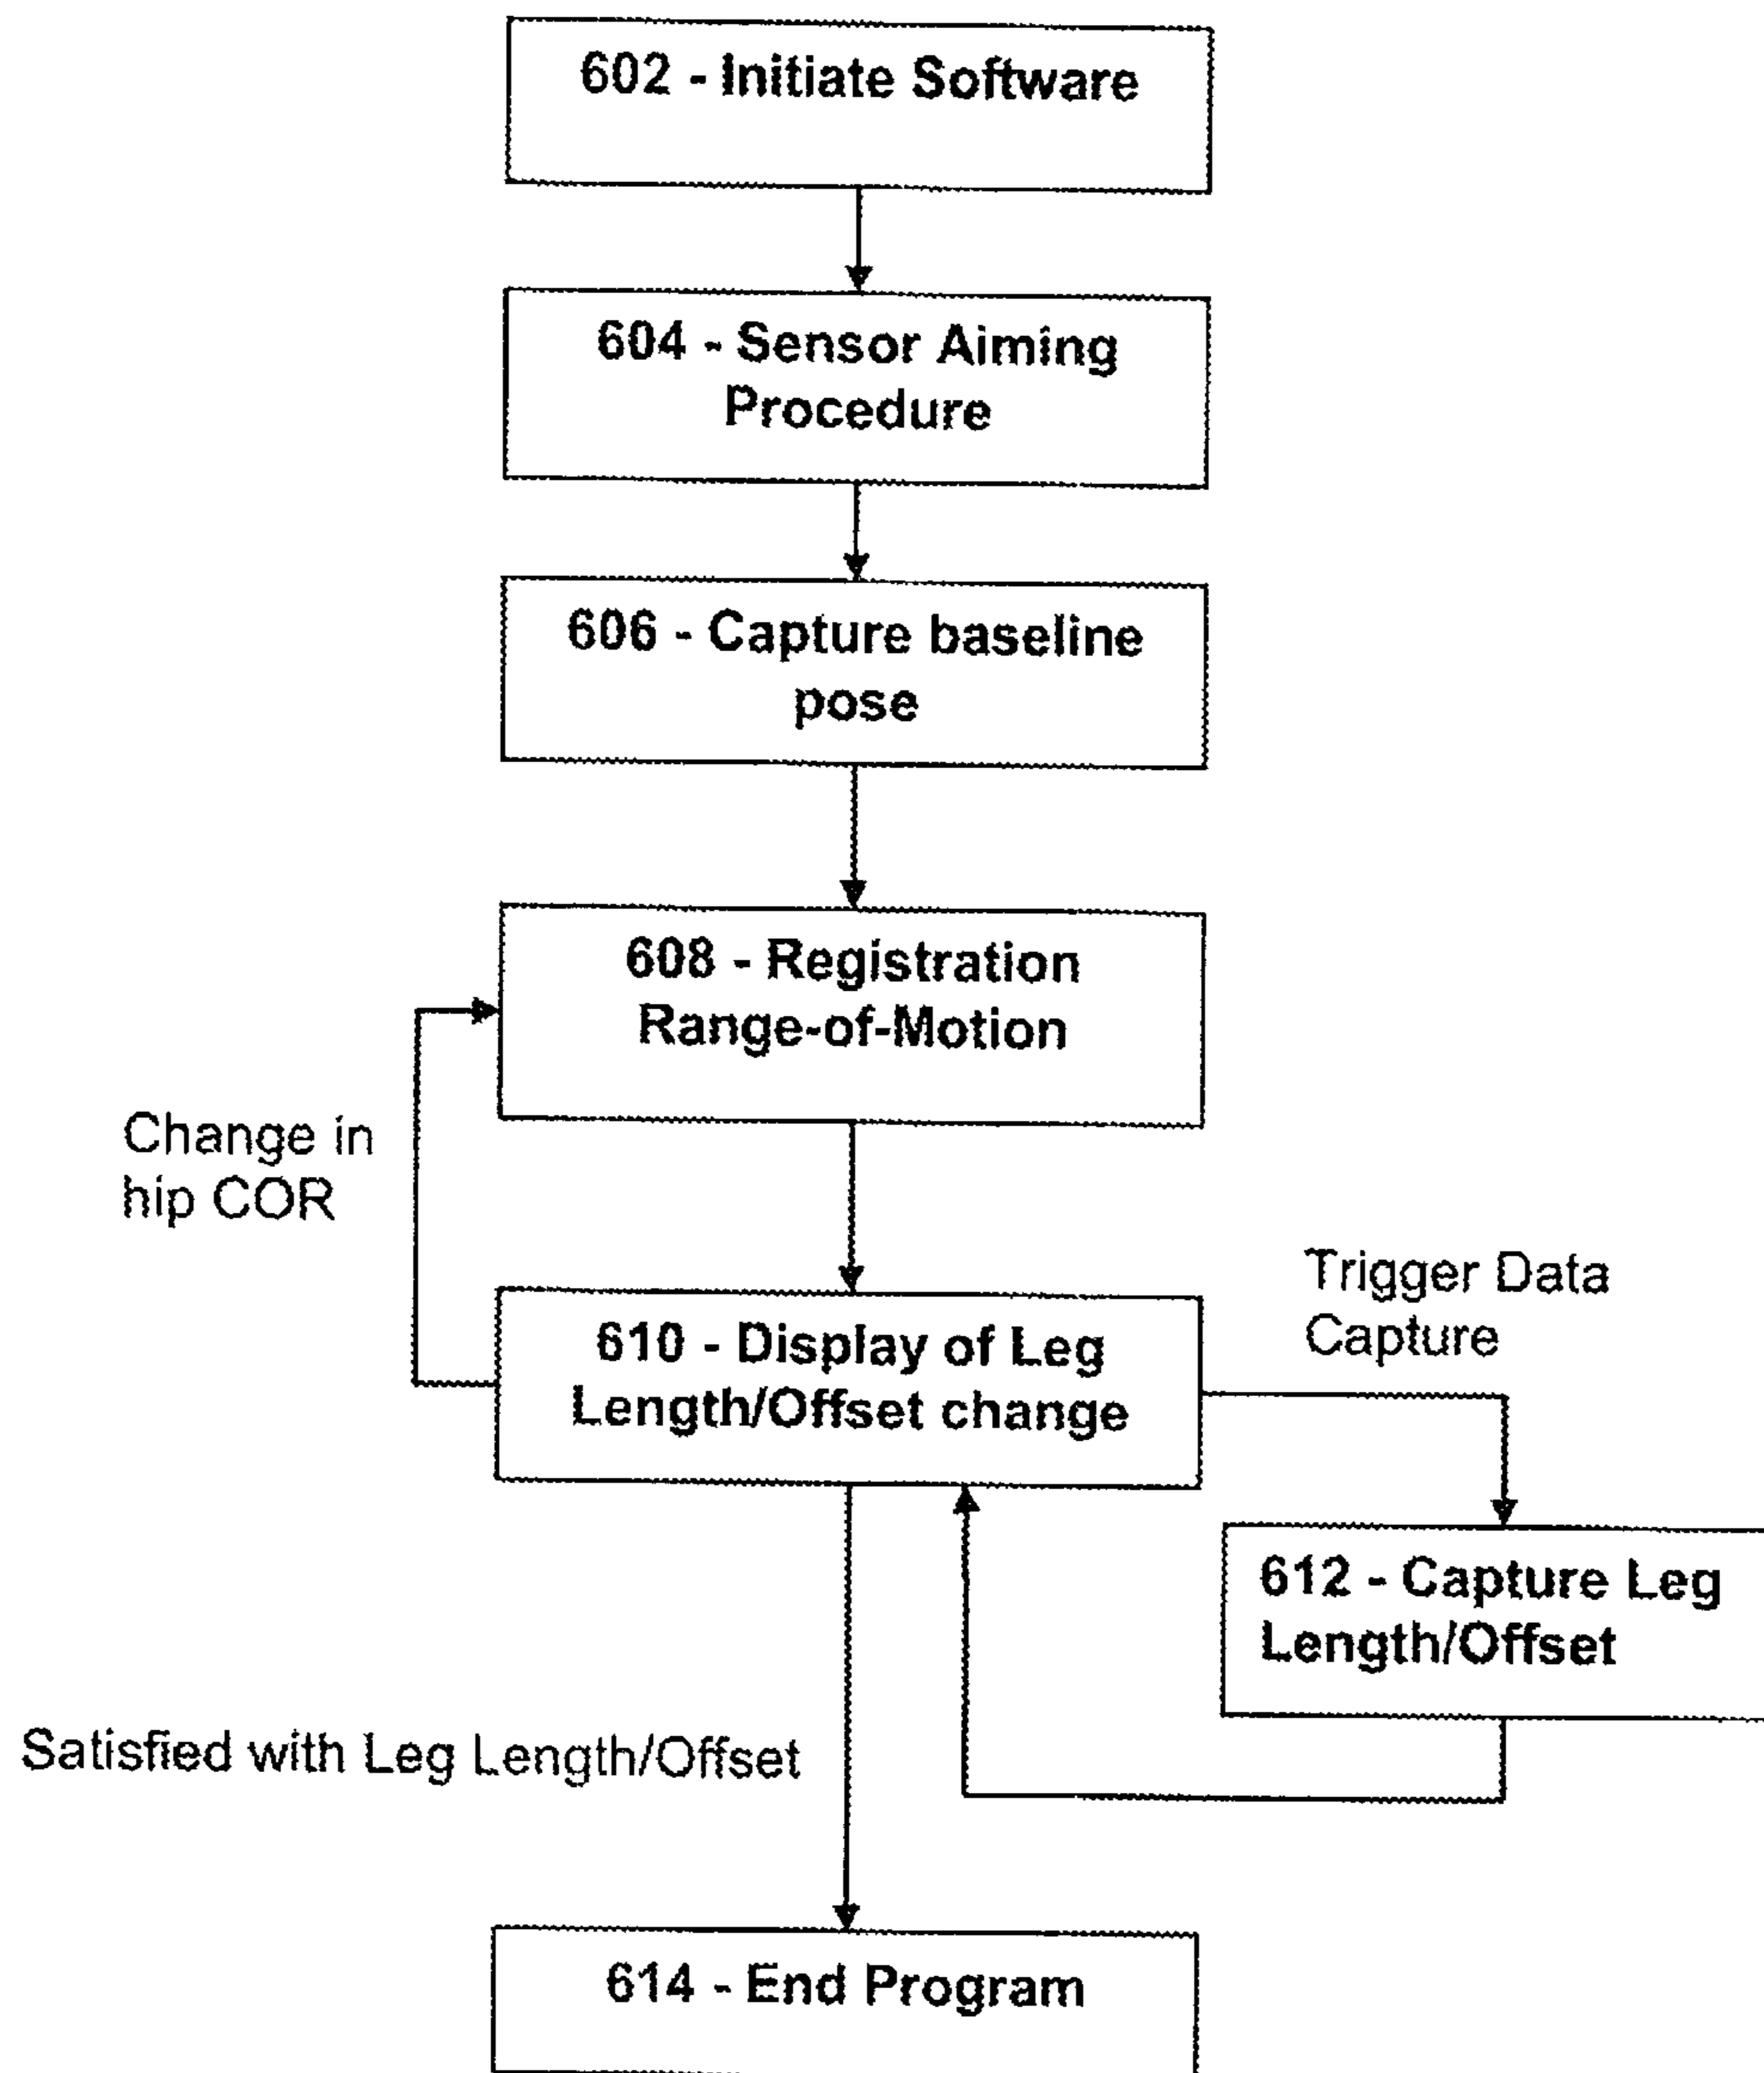 602 - Initiate Software
604 - Sensor Aiming
Procedure
606 - Capture baseline
pose
608 - Registration
Range-of-Motion
Change in
hip COR
610 - Display of Leg
Length/Offset change
Trigger Data
Capture
612 - Capture Leg
Length/Offset
Satisfied with Leg Length/Offset
614 - End Program